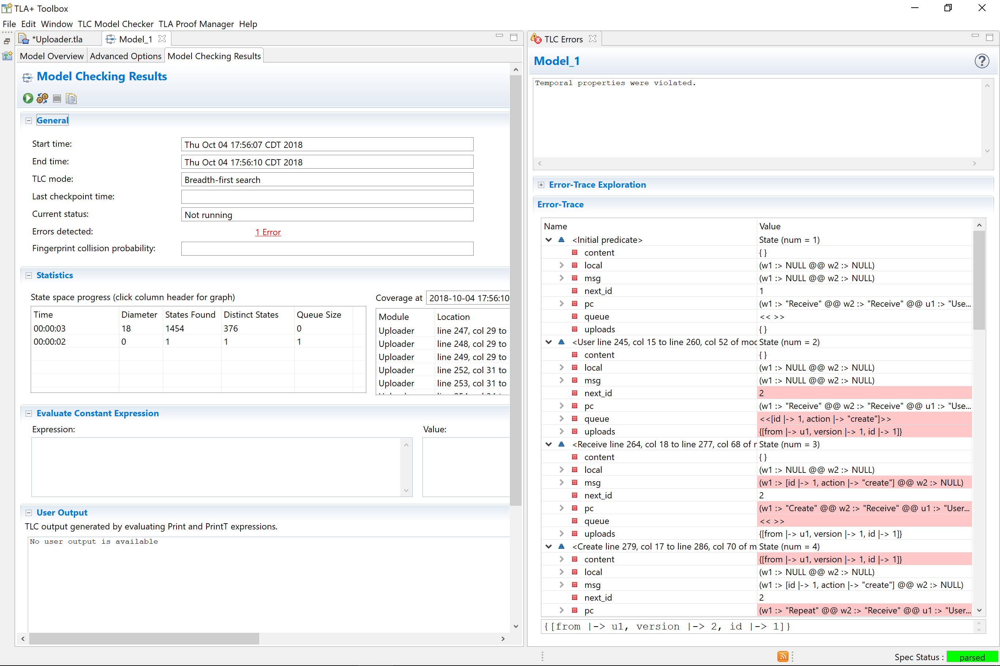 TLA+ Toolbox
File Edit Window TLC Model Checker TLA Proof Manager Help
*Uploader.tla
Model_1
Model Overview
Advanced Options
Model Checking Results
Model Checking Results
General
Start time: Thu Oct 04 17:56:07 CDT 2018
End time: Thu Oct 04 17:56:10 CDT 2018
TLC mode: Breadth-first search
Last checkpoint time:
Current status: Not running
Errors detected: 1 Error
Fingerprint collision probability:
Statistics
State space progress (click column header for graph)
Time Diameter States Found Distinct States Queue Size
00:00:03 18 1454 376 0
00:00:02 0 1 1 1
Coverage at 2018-10-04 17:56:10
Module Location
Uploader line 247, col 29 to
Uploader line 248, col 29 to
Uploader line 249, col 29 to
Uploader line 252, col 31 to
Uploader line 253, col 31 to
Evaluate Constant Expression
Expression: Value:
User Output
TLC output generated by evaluating Print and PrintT expressions.
No user output is available
TLC Errors
Model_1
Temporal properties were violated.
Error-Trace Exploration
Error-Trace
Name Value
<Initial predicate> State (num = 1)
content { }
local (w1 :> NULL @@ w2 :> NULL)
msg (w1 :> NULL @@ w2 :> NULL)
next_id 1
pc (w1 :> "Receive" @@ w2 :> "Receive" @@ u1 :> "Use...
queue << >>
uploads { }
<User line 245, col 15 to line 260, col 52 of moc State (num = 2)
content { }
local (w1 :> NULL @@ w2 :> NULL)
msg (w1 :> NULL @@ w2 :> NULL)
next_id 2
pc (w1 :> "Receive" @@ w2 :> "Receive" @@ u1 :> "Use...
queue <<[id |-> 1, action |-> "create"]>>
uploads {[from |-> u1, version |-> 1, id |-> 1]}
<Receive line 264, col 18 to line 277, col 68 of r State (num = 3)
content { }
local (w1 :> NULL @@ w2 :> NULL)
msg (w1 :> [id |-> 1, action |-> "create"] @@ w2 :> NULL)
next_id 2
pc (w1 :> "Create" @@ w2 :> "Receive" @@ u1 :> "User...
queue << >>
uploads {[from |-> u1, version |-> 1, id |-> 1]}
<Create line 279, col 17 to line 286, col 70 of m State (num = 4)
content {[from |-> u1, version |-> 1, id |-> 1]}
local (w1 :> NULL @@ w2 :> NULL)
msg (w1 :> [id |-> 1, action |-> "create"] @@ w2 :> NULL)
next_id 2
pc (w1 :> "Repeat" @@ w2 :> "Receive" @@ u1 :> "User...
{[from |-> u1, version |-> 2, id |-> 1]}
Spec Status : parsed